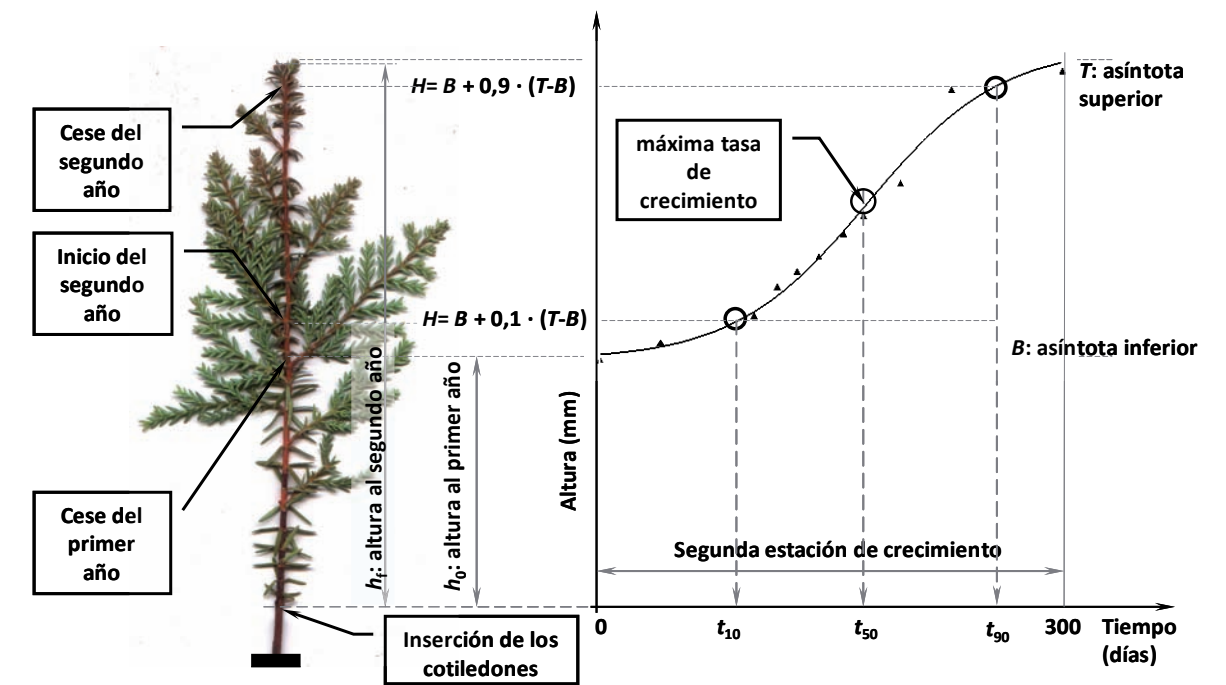 Cese del
segundo
año
Inicio del
segundo
año
Cese del
primer
año
Inserción de los
cotiledones
H= B + 0,9 · (T-B)
H= B + 0,1 · (T-B)
hf: altura al segundo año
h0: altura al primer año
Altura (mm)
máxima tasa
de
crecimiento
T: asíntota
superior
B: asíntota inferior
Segunda estación de crecimiento
0
t10
t50
t90
300
Tiempo
(días)